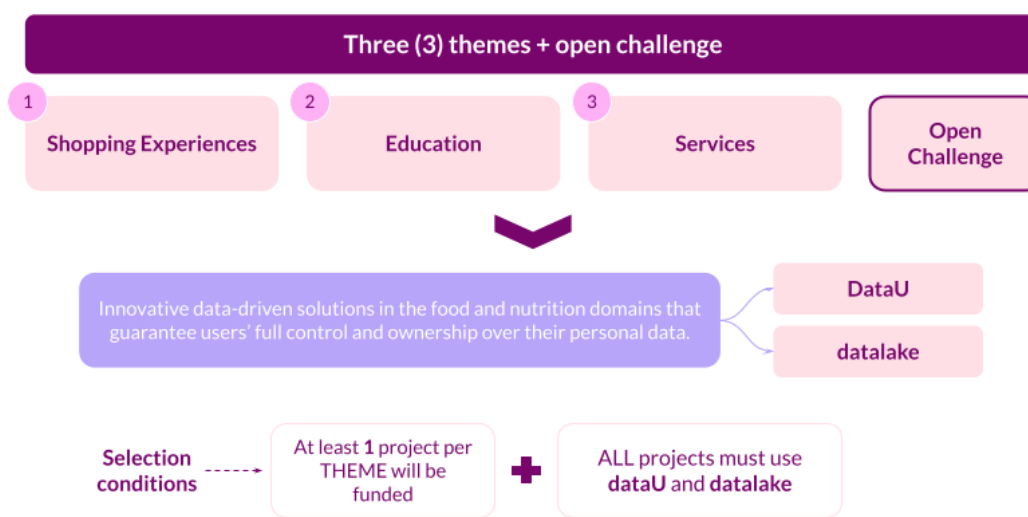 Three (3) themes + open challenge
1
Shopping Experiences
2
Education
3
Services
Open
Challenge
Innovative data-driven solutions in the food and nutrition domains that
guarantee users’ full control and ownership over their personal data.
DataU
datalake
Selection
conditions
At least 1 project per
THEME will be
funded
ALL projects must use
dataU and datalake